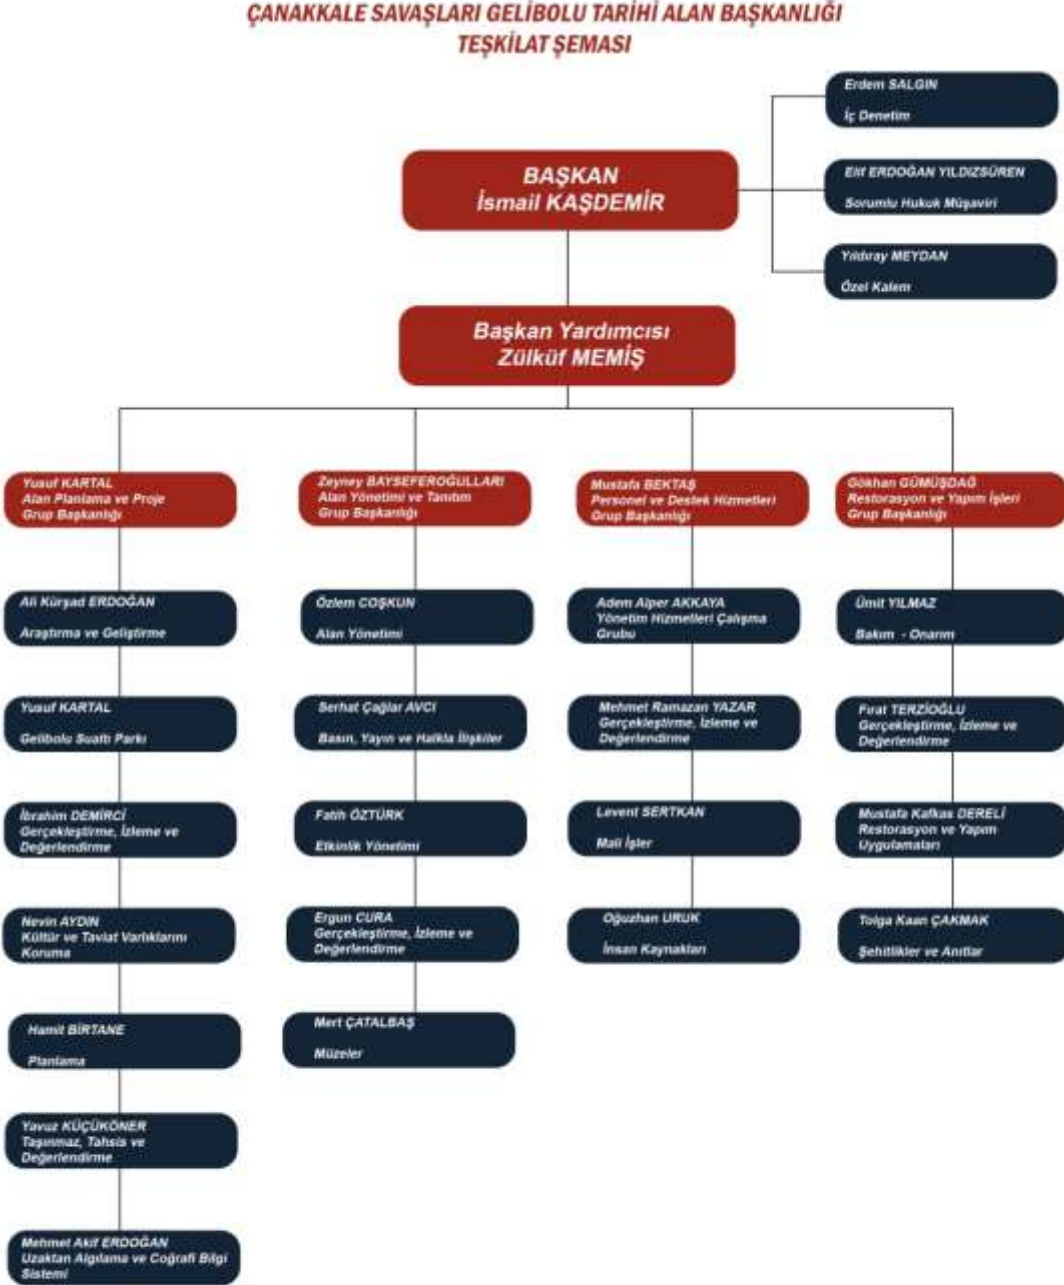 ÇANAKKALE SAVAŞLARI GELİBOLU TARİHİ ALAN BAŞKANLIĞI
TEŞKİLAT ŞEMASI
Erdem SALGIN
İç Denetim
BAŞKAN
İsmail KAŞDEMİR
Elif ERDOĞAN YILDIZSÜREN
Sorumlu Hukuk Müşaviri
Yıldıray MEYDAN
Özel Kalem
Başkan Yardımcısı
Zülküf MEMİŞ
Yusuf KARTAL
Alan Planlama ve Proje
Grup Başkanlığı
Ali Kürşad ERDOĞAN
Araştırma ve Geliştirme
Yusuf KARTAL
Gelibolu Sualtı Parkı
İbrahim DEMİRCİ
Gerçekleştirme, İzleme ve
Değerlendirme
Nevin AYDIN
Kültür ve Taviat Varlıklarını
Koruma
Hamit BİRTANE
Planlama
Yavuz KÜÇÜKÖNER
Taşınmaz, Tahsis ve
Değerlendirme
Mehmet Akif ERDOĞAN
Uzaktan Algılama ve Coğrafi Bilgi
Sistemi
Zeyney BAYSEFEROĞULLARI
Alan Yönetimi ve Tanıtım
Grup Başkanlığı
Özlem COŞKUN
Alan Yönetimi
Serhat Çağlar AVCI
Basın, Yayın ve Halkla İlişkiler
Fatih ÖZTÜRK
Etkinlik Yönetimi
Ergun CURA
Gerçekleştirme, İzleme ve
Değerlendirme
Mert ÇATALBAŞ
Müzeler
Mustafa BEKTAŞ
Personel ve Destek Hizmetleri
Grup Başkanlığı
Adem Alper AKKAYA
Yönetim Hizmetleri Çalışma
Grubu
Mehmet Ramazan YAZAR
Gerçekleştirme, İzleme ve
Değerlendirme
Levent SERTKAN
Mali İşler
Oğuzhan URUK
İnsan Kaynakları
Gökhan GÜMÜŞDAĞ
Restorasyon ve Yapım İşleri
Grup Başkanlığı
Ümit YILMAZ
Bakım - Onarım
Fırat TERZİOĞLU
Gerçekleştirme, İzleme ve
Değerlendirme
Mustafa Kafkas DERELİ
Restorasyon ve Yapım
Uygulamaları
Tolga Kaan ÇAKMAK
Şehitlikler ve Anıtlar